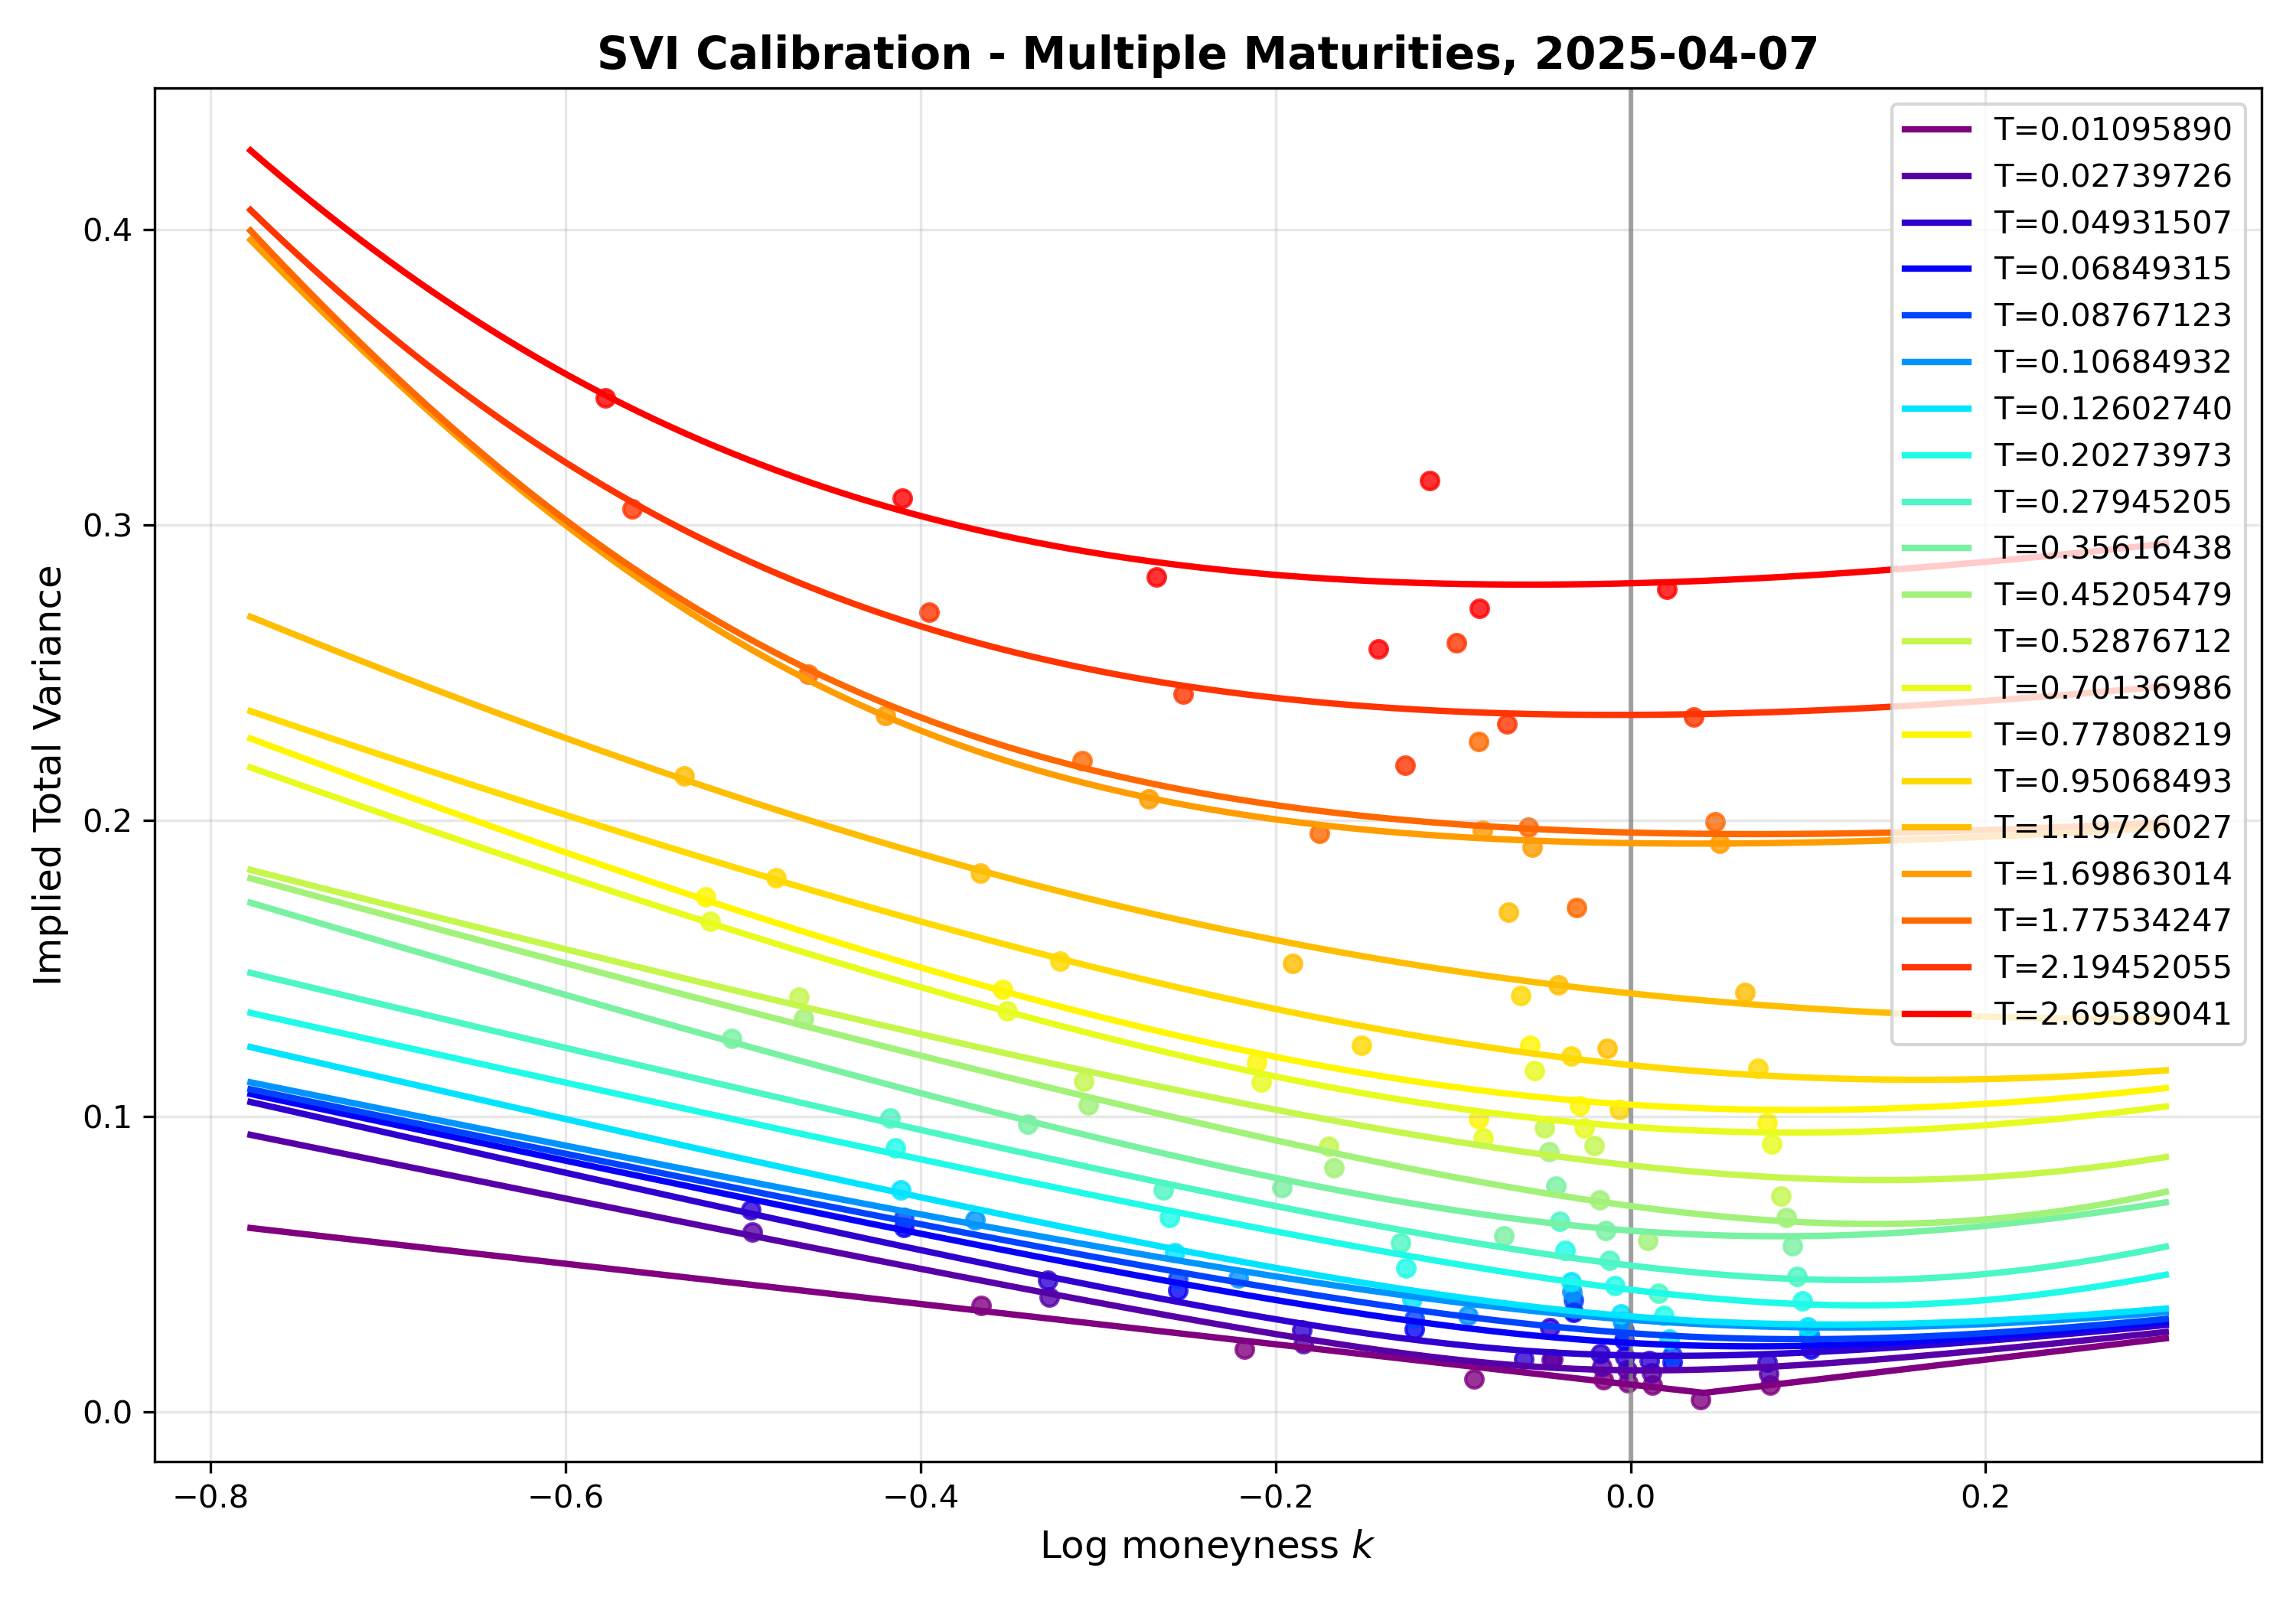 SVI Calibration - Multiple Maturities, 2025-04-07
Implied Total Variance
0.4
0.3
0.2
0.1
0.0
−0.8
−0.6
−0.4
−0.2
0.0
0.2
Log moneyness k
T=0.01095890
T=0.02739726
T=0.04931507
T=0.06849315
T=0.08767123
T=0.10684932
T=0.12602740
T=0.20273973
T=0.27945205
T=0.35616438
T=0.45205479
T=0.52876712
T=0.70136986
T=0.77808219
T=0.95068493
T=1.19726027
T=1.69863014
T=1.77534247
T=2.19452055
T=2.69589041